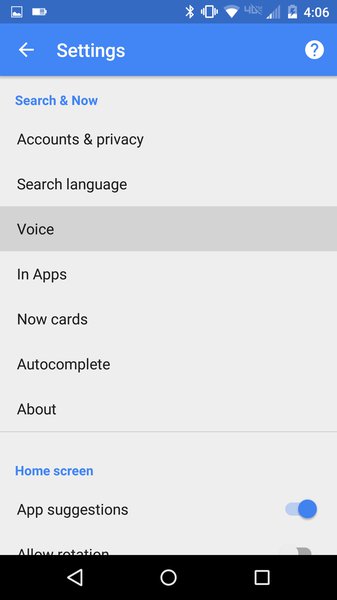 4:06
Settings
Search & Now
Accounts & privacy
Search language
Voice
In Apps
Now cards
Autocomplete
About
Home screen
App suggestions
Allow rotation